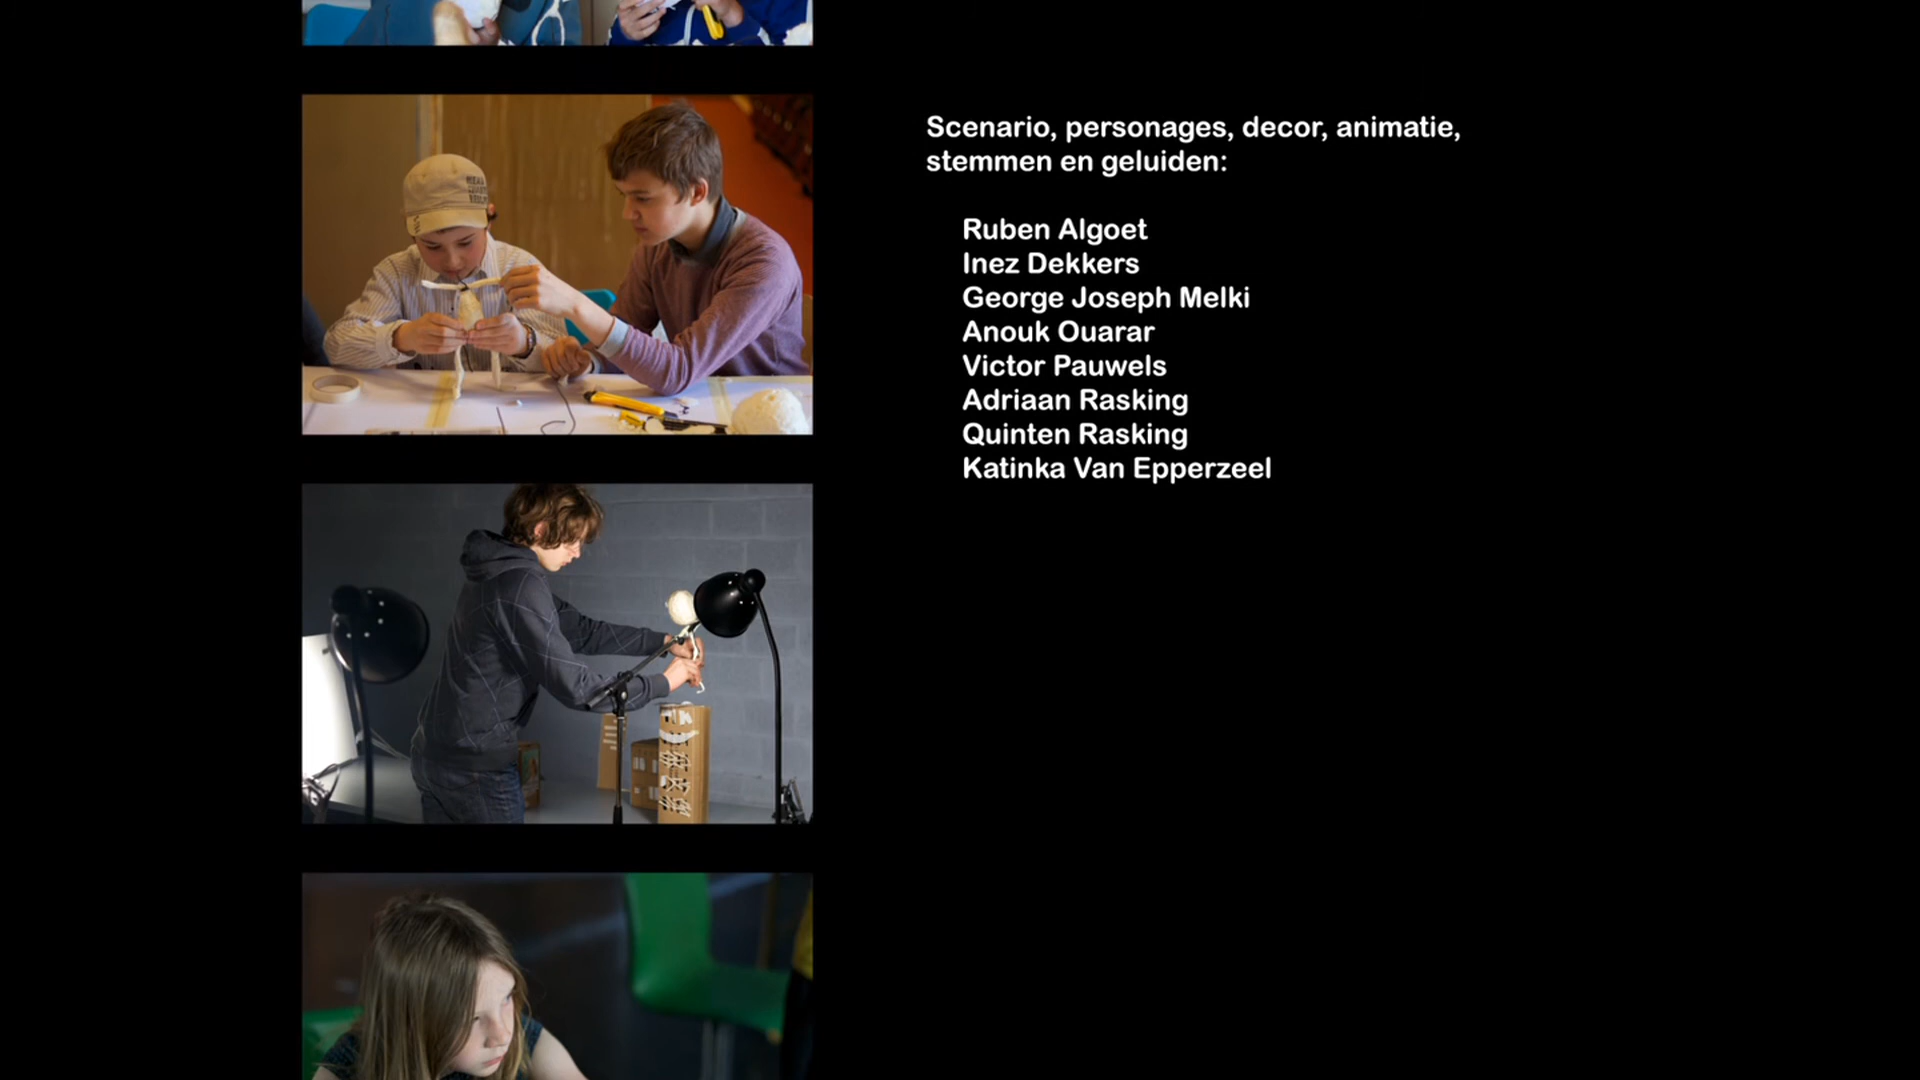 Scenario, personages, decor, animatie,
stemmen en geluiden:
Ruben Algoet
Inez Dekkers
George Joseph Melki
Anouk Ouarar
Victor Pauwels
Adriaan Rasking
Quinten Rasking
Katinka Van Epperzeel